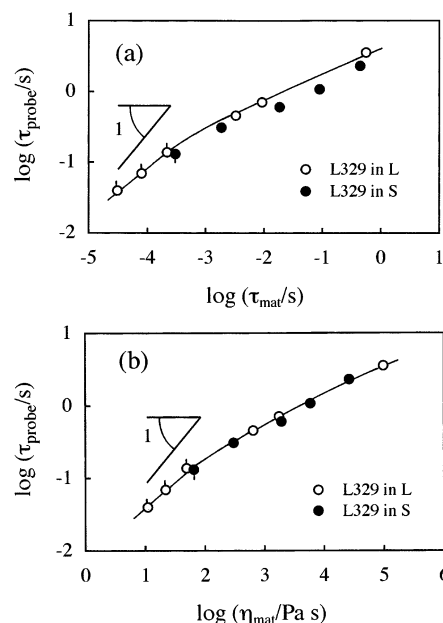 1
(a)
0
log (τprobe/s)
1
-1
L329 in L
L329 in S
-2
-5 -4 -3 -2 -1 0 1
log (τmat/s)
1
(b)
0
log (τprobe/s)
1
-1
L329 in L
L329 in S
-2
0 1 2 3 4 5 6
log (ηmat/Pa s)